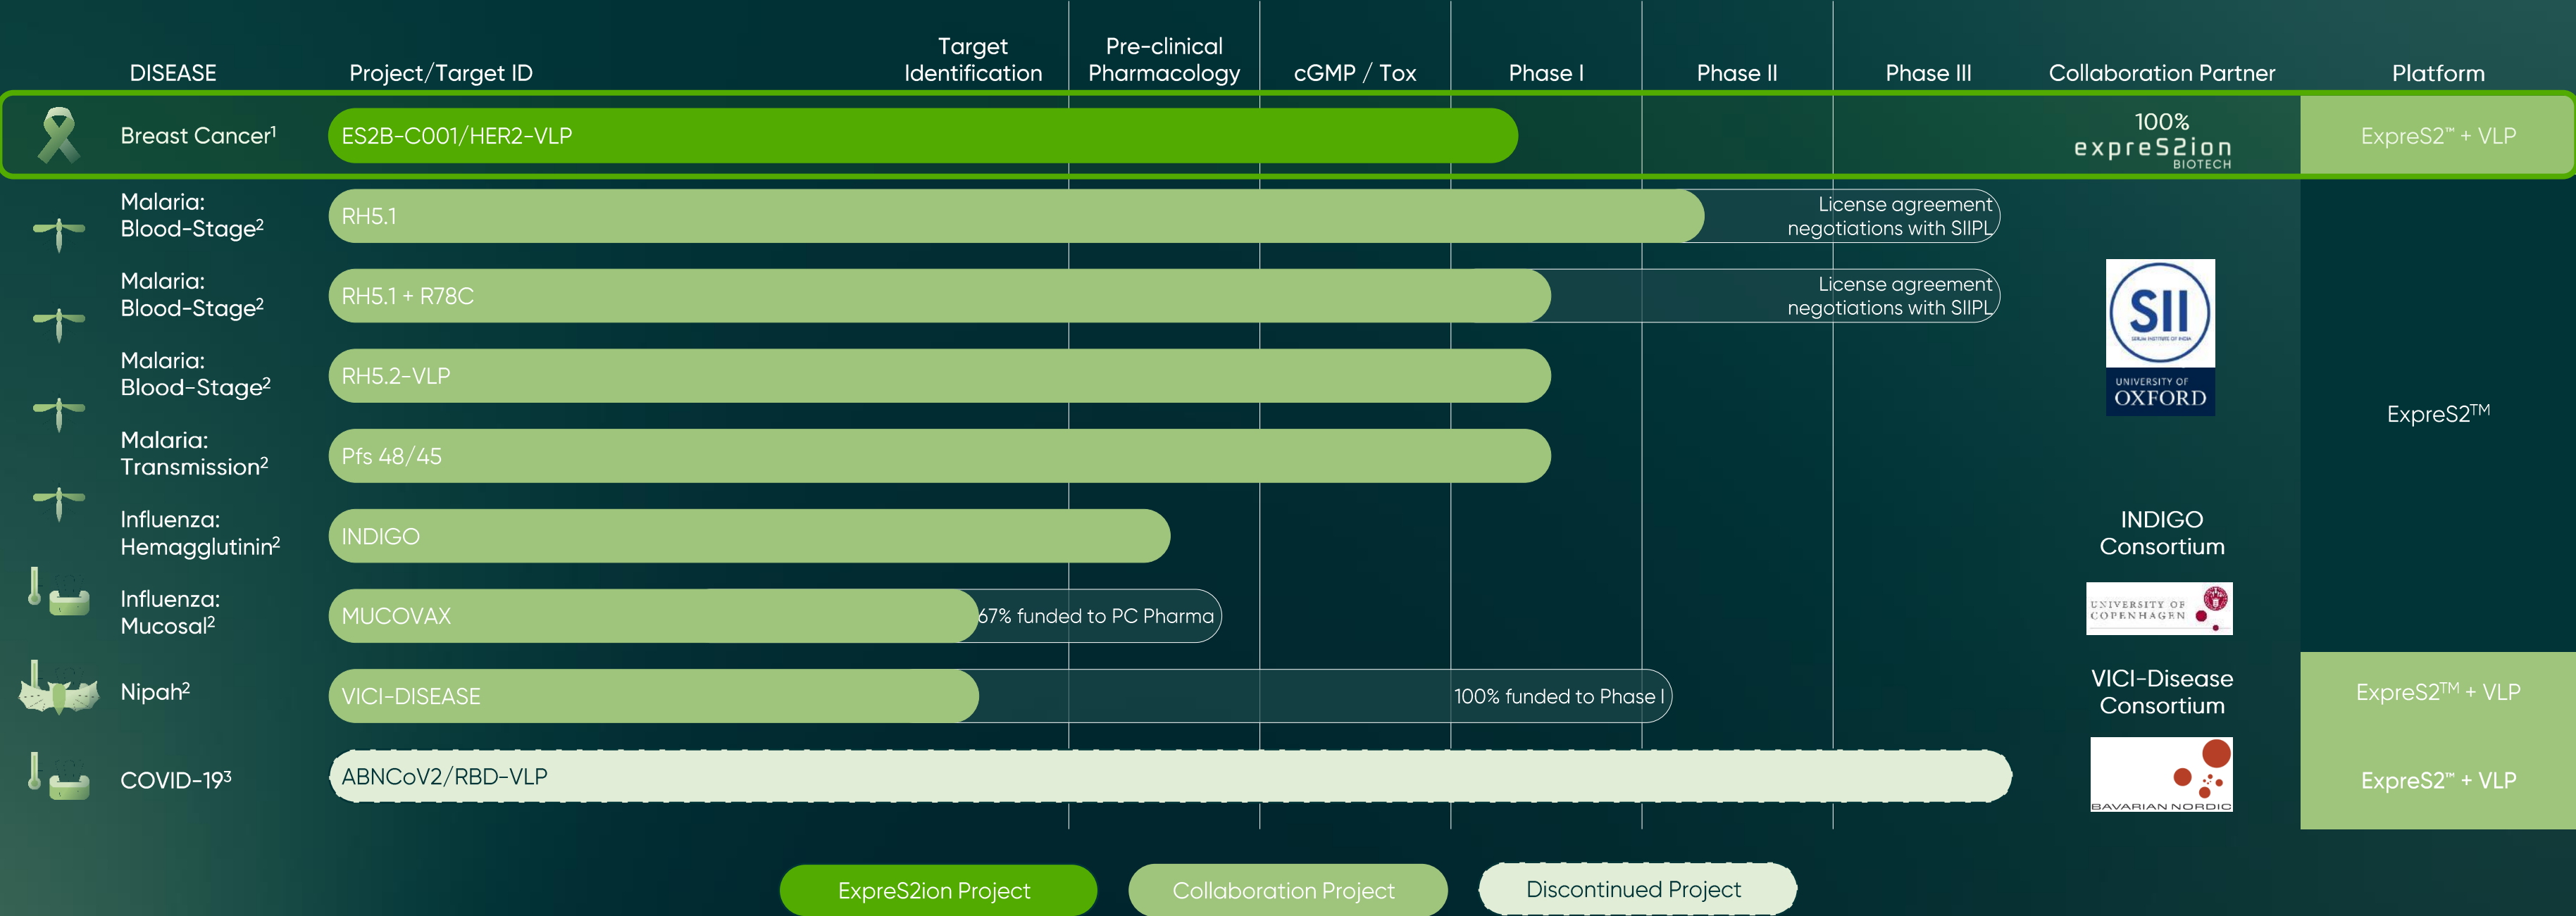 DISEASE
Project/Target ID
Target
Identification
Pre-clinical
Pharmacology
cGMP / Tox
Phase I
Phase II
Phase III
Collaboration Partner
Platform
Breast Cancer¹
ES2B-C001/HER2-VLP
100%
expreS2ion
BIOTECH
ExpreS2™ + VLP
Malaria:
Blood-Stage²
RH5.1
License agreement
negotiations with SIIPL
Malaria:
Blood-Stage²
RH5.1 + R78C
License agreement
negotiations with SIIPL
SII
SERUM INSTITUTE OF INDIA
Malaria:
Blood-Stage²
RH5.2-VLP
UNIVERSITY OF
OXFORD
ExpreS2™
Malaria:
Transmission²
Pfs 48/45
Influenza:
Hemagglutinin²
INDIGO
INDIGO
Consortium
Influenza:
Mucosal²
MUCOVAX
67% funded to PC Pharma
UNIVERSITY OF
COPENHAGEN
Nipah²
VICI-DISEASE
100% funded to Phase I
VICI-Disease
Consortium
ExpreS2™ + VLP
COVID-19³
ABNCoV2/RBD-VLP
BAVARIAN NORDIC
ExpreS2™ + VLP
ExpreS2ion Project
Collaboration Project
Discontinued Project